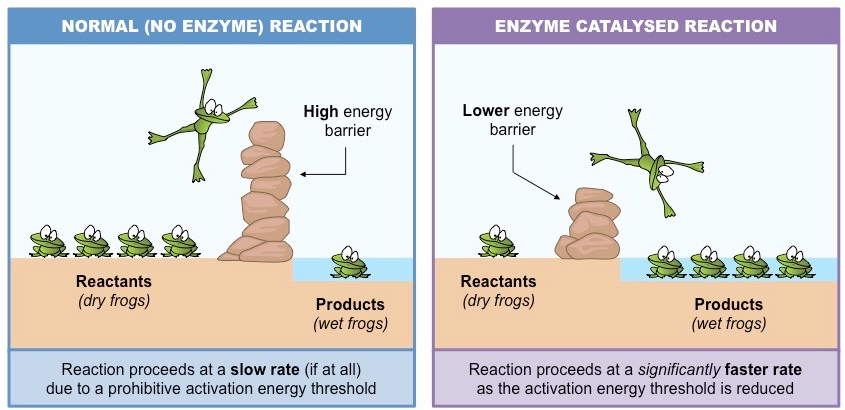 NORMAL (NO ENZYME) REACTION
High energy
barrier
Reactants
(dry frogs)
Products
(wet frogs)
Reaction proceeds at a slow rate (if at all)
due to a prohibitive activation energy threshold
ENZYME CATALYSED REACTION
Lower energy
barrier
Reactants
(dry frogs)
Products
(wet frogs)
Reaction proceeds at a significantly faster rate
as the activation energy threshold is reduced